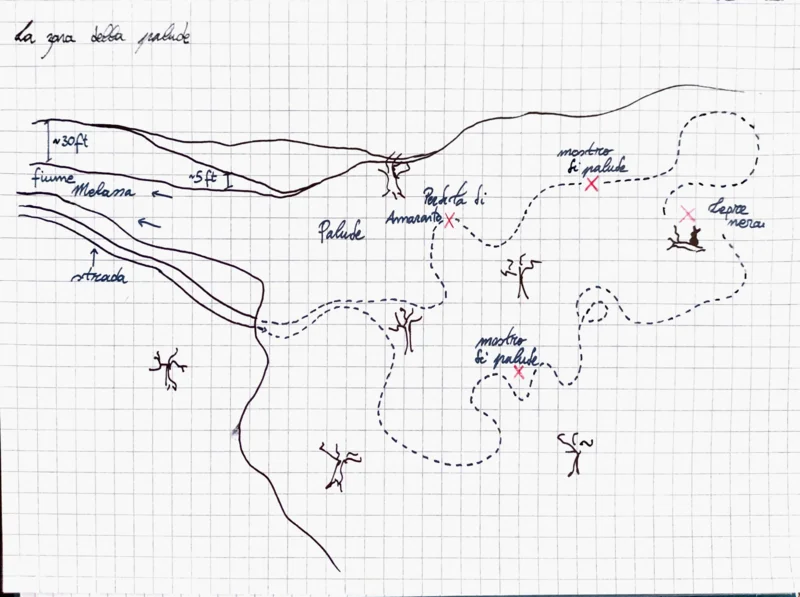 La zona della palude
~30ft
mostro
di palude
~5ft
fiume Melassa
Perdita di
Amarante
Lepre
nera
Palude
strada
mostro
di palude